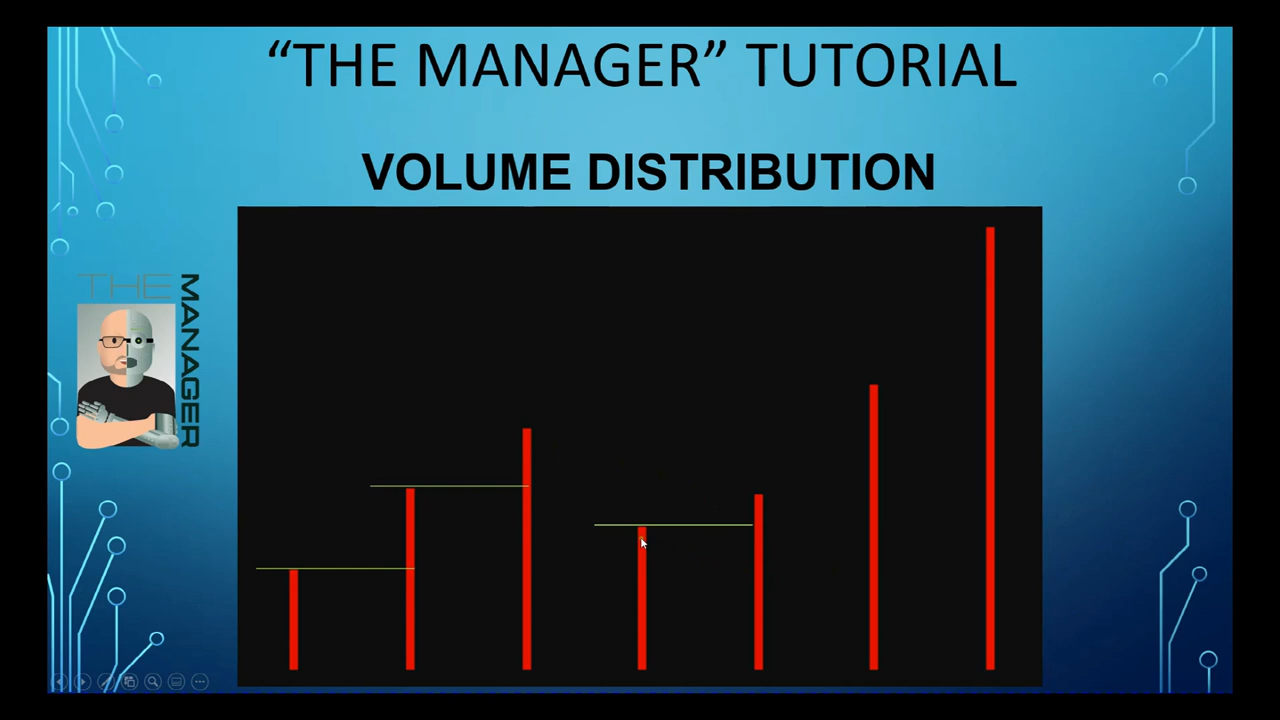 “THE MANAGER” TUTORIAL
VOLUME DISTRIBUTION
THE
MANAGER